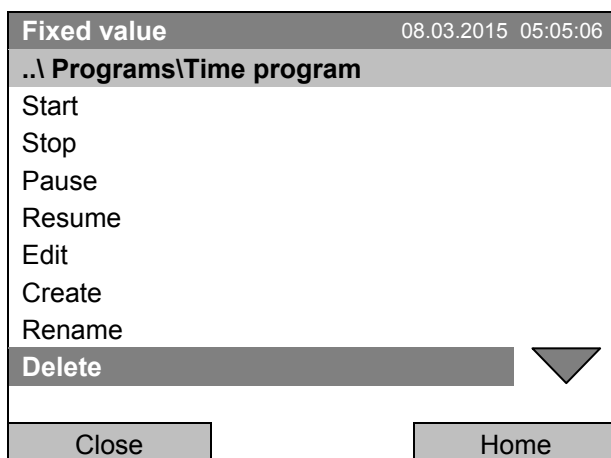 Fixed value 08.03.2015 05:05:06
..\ Programs\Time program
Start
Stop
Pause
Resume
Edit
Create
Rename
Delete
Close Home